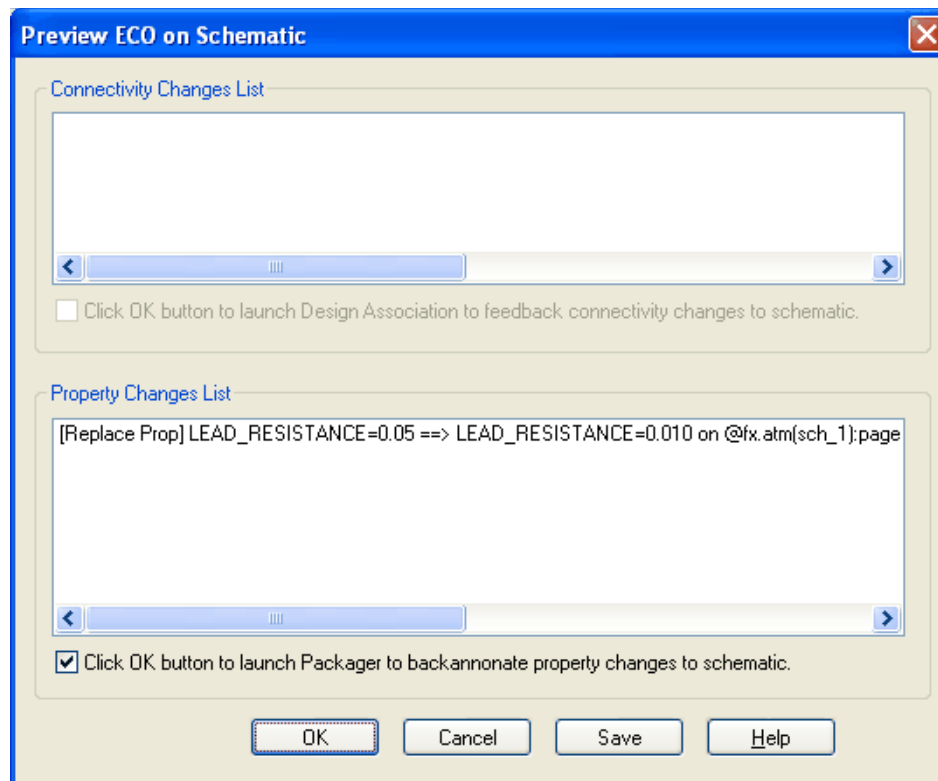 Preview ECO on Schematic
Connectivity Changes List
Click OK button to launch Design Association to feedback connectivity changes to schematic.
Property Changes List
[Replace Prop] LEAD_RESISTANCE=0.05 ==> LEAD_RESISTANCE=0.010 on @fx.atm(sch_1):page
Click OK button to launch Packager to backannonate property changes to schematic.
OK Cancel Save Help